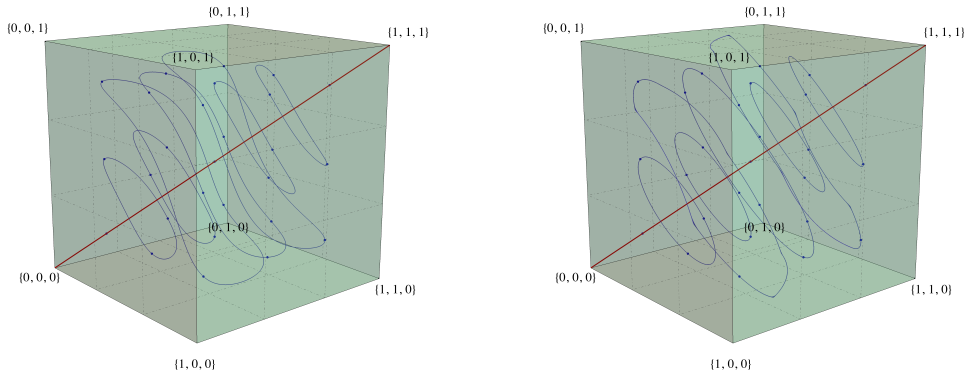 {0, 1, 1}
{0, 0, 1}
{1, 1, 1}
{1, 0, 1}
{0, 1, 0}
{0, 0, 0}
{1, 1, 0}
{1, 0, 0}
{0, 1, 1}
{0, 0, 1}
{1, 1, 1}
{1, 0, 1}
{0, 1, 0}
{0, 0, 0}
{1, 1, 0}
{1, 0, 0}